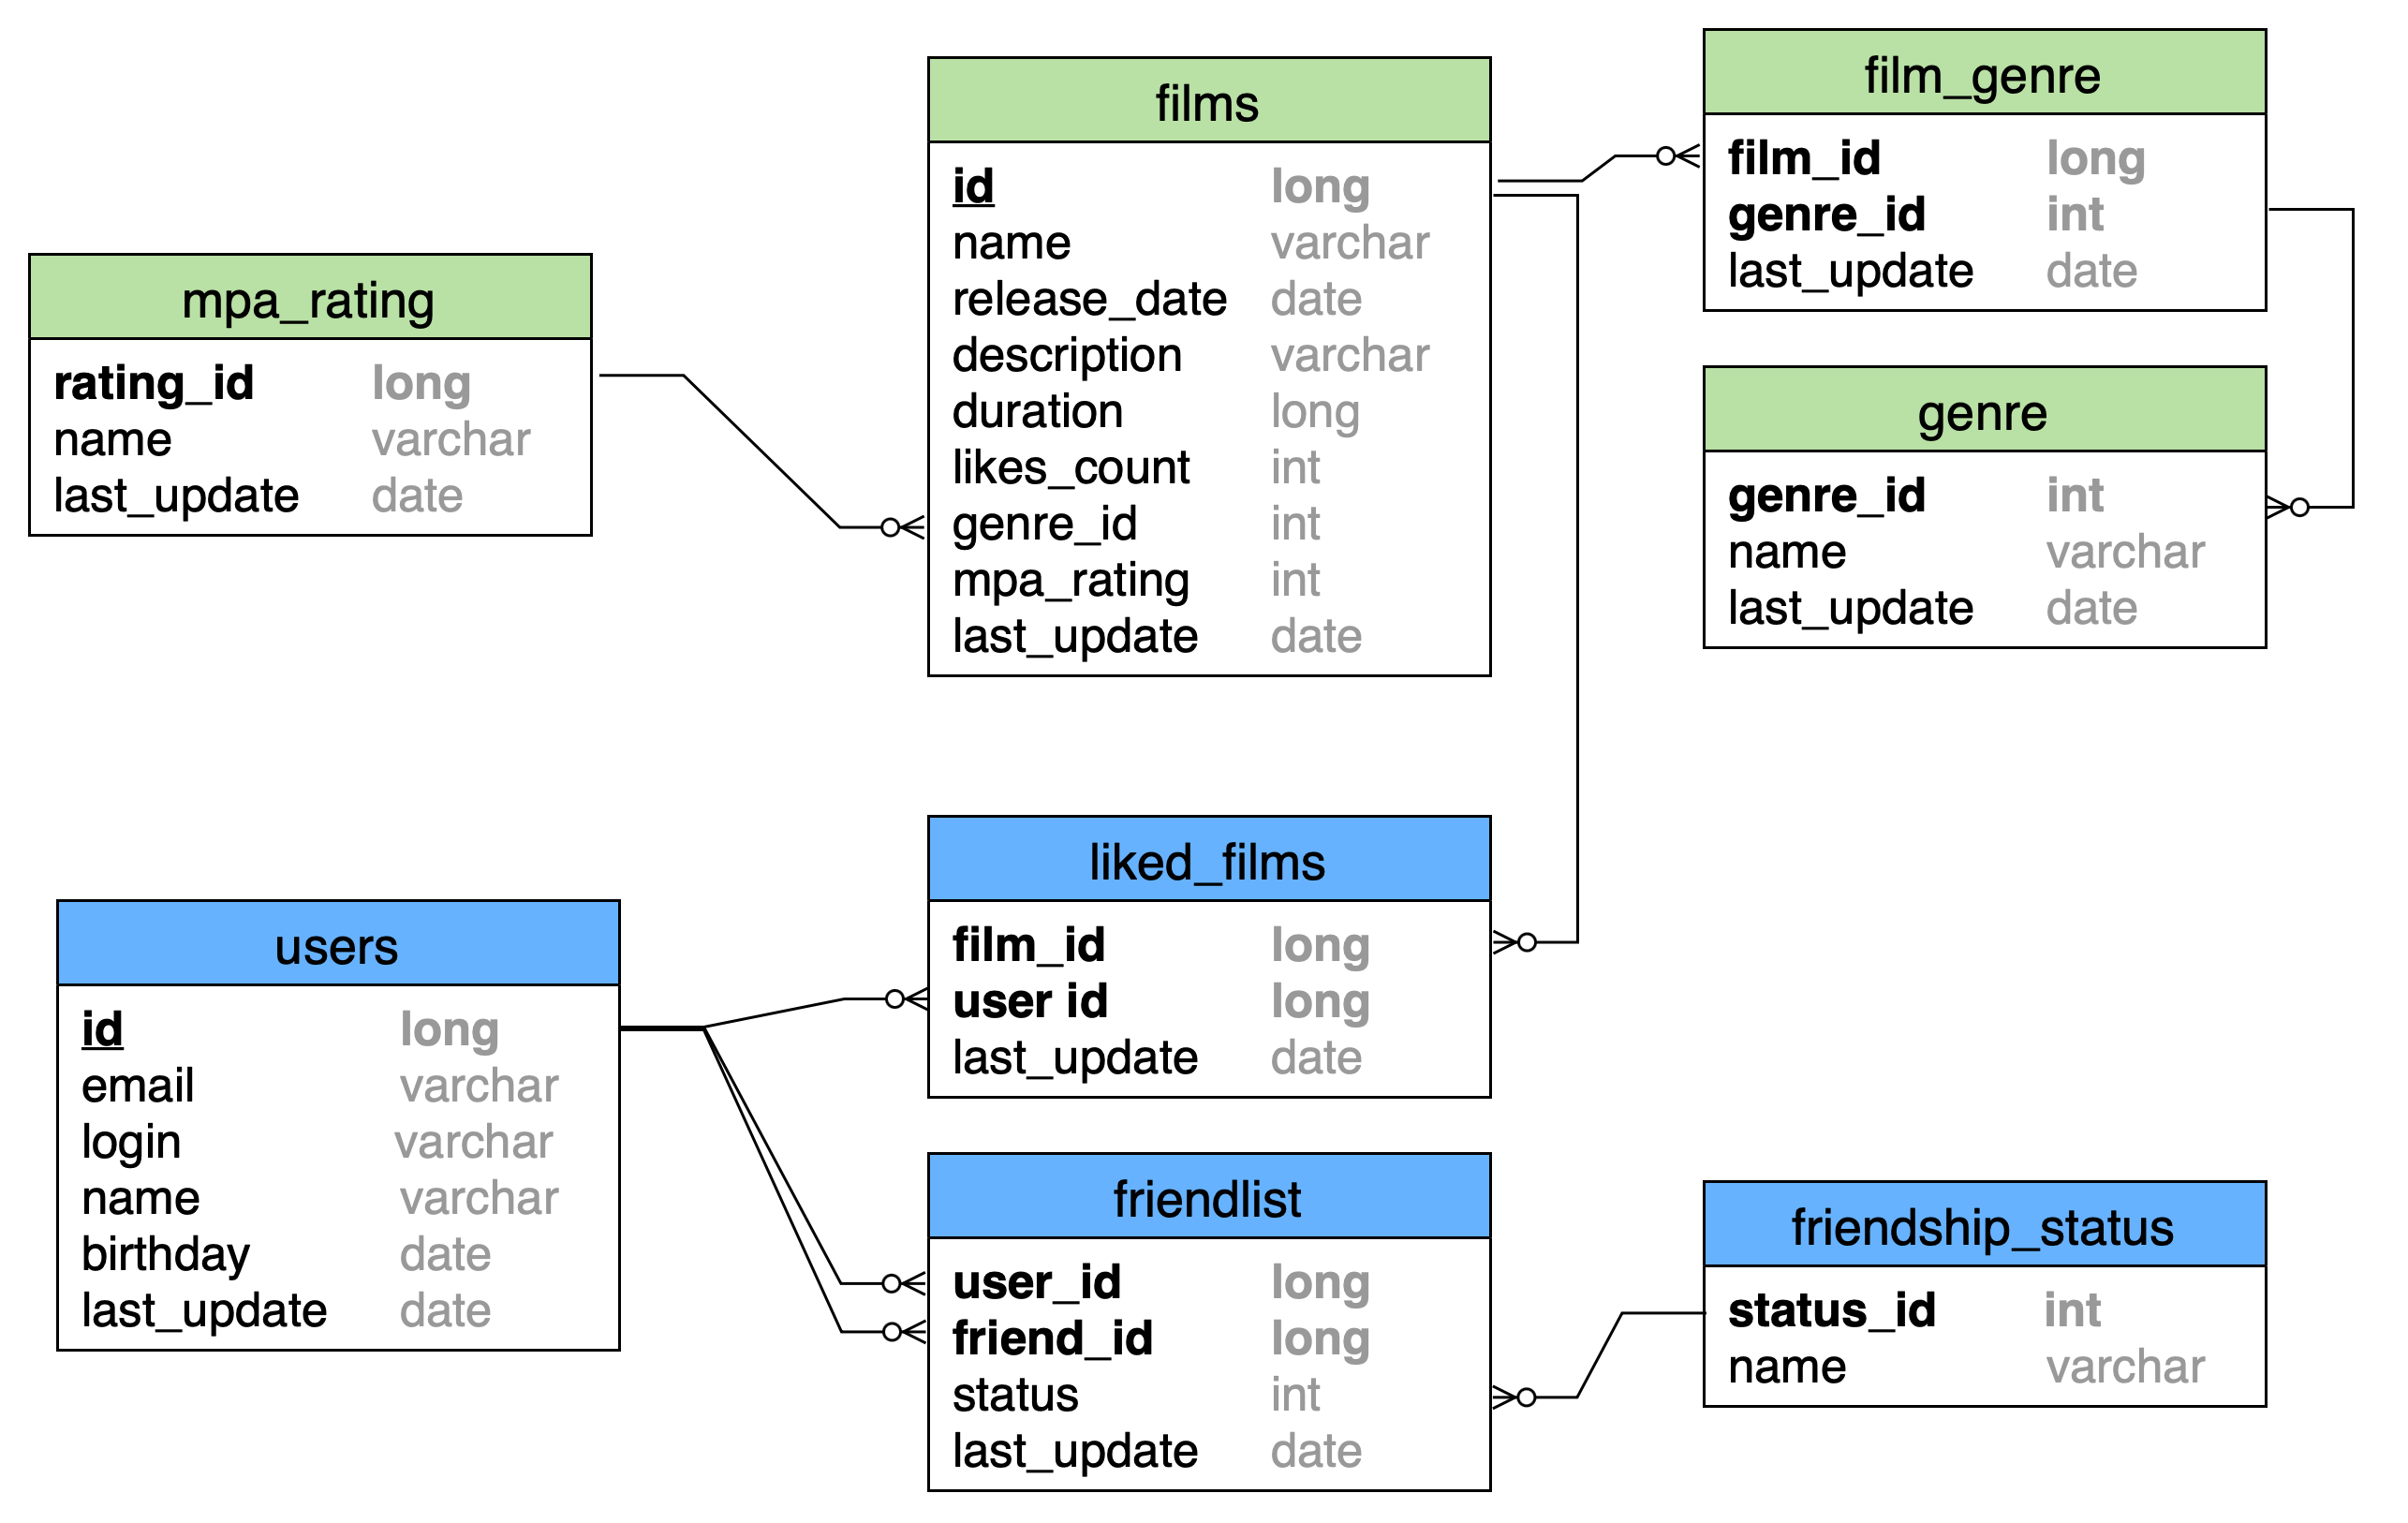 mpa_rating
rating_id long
name varchar
last_update date
films
id long
name varchar
release_date date
description varchar
duration long
likes_count int
genre_id int
mpa_rating int
last_update date
film_genre
film_id long
genre_id int
last_update date
genre
genre_id int
name varchar
last_update date
users
id long
email varchar
login varchar
name varchar
birthday date
last_update date
liked_films
film_id long
user id long
last_update date
friendlist
user_id long
friend_id long
status int
last_update date
friendship_status
status_id int
name varchar